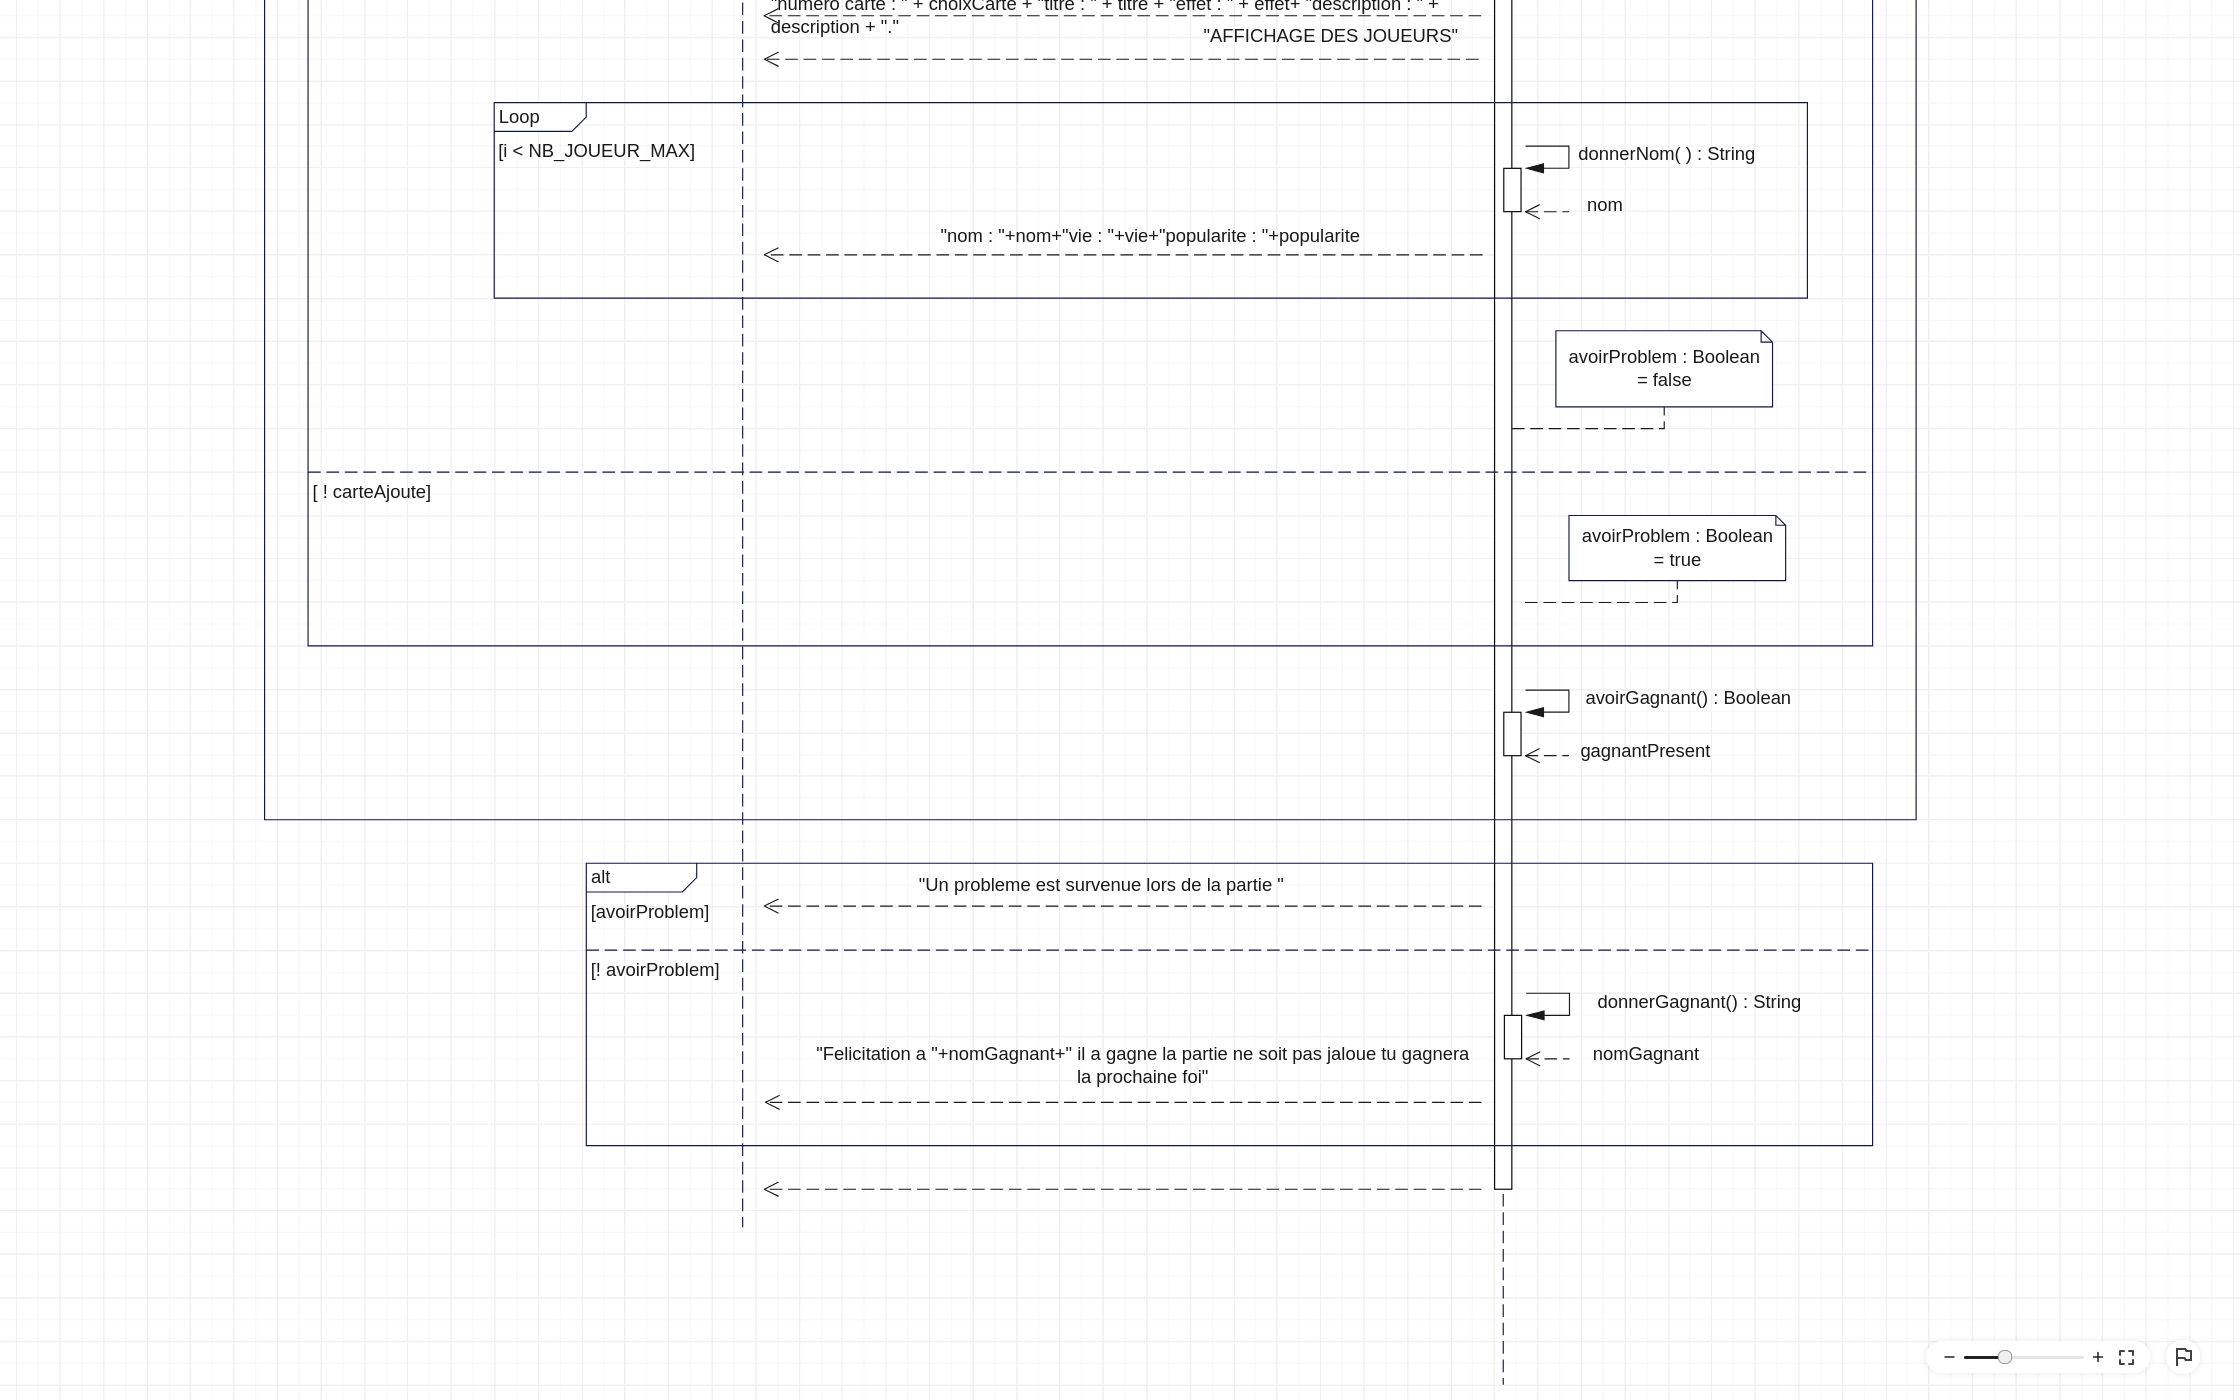 "numero carte : " + choixCarte + "titre : " + titre + "effet : " + effet+ "description : " +
description + "."
"AFFICHAGE DES JOUEURS"
Loop
[i < NB_JOUEUR_MAX]
donnerNom( ) : String
nom
"nom : "+nom+"vie : "+vie+"popularite : "+popularite
avoirProblem : Boolean
= false
[ ! carteAjoute]
avoirProblem : Boolean
= true
avoirGagnant() : Boolean
gagnantPresent
alt
"Un probleme est survenue lors de la partie "
[avoirProblem]
[! avoirProblem]
donnerGagnant() : String
"Felicitation a "+nomGagnant+" il a gagne la partie ne soit pas jaloue tu gagnera
la prochaine foi"
nomGagnant